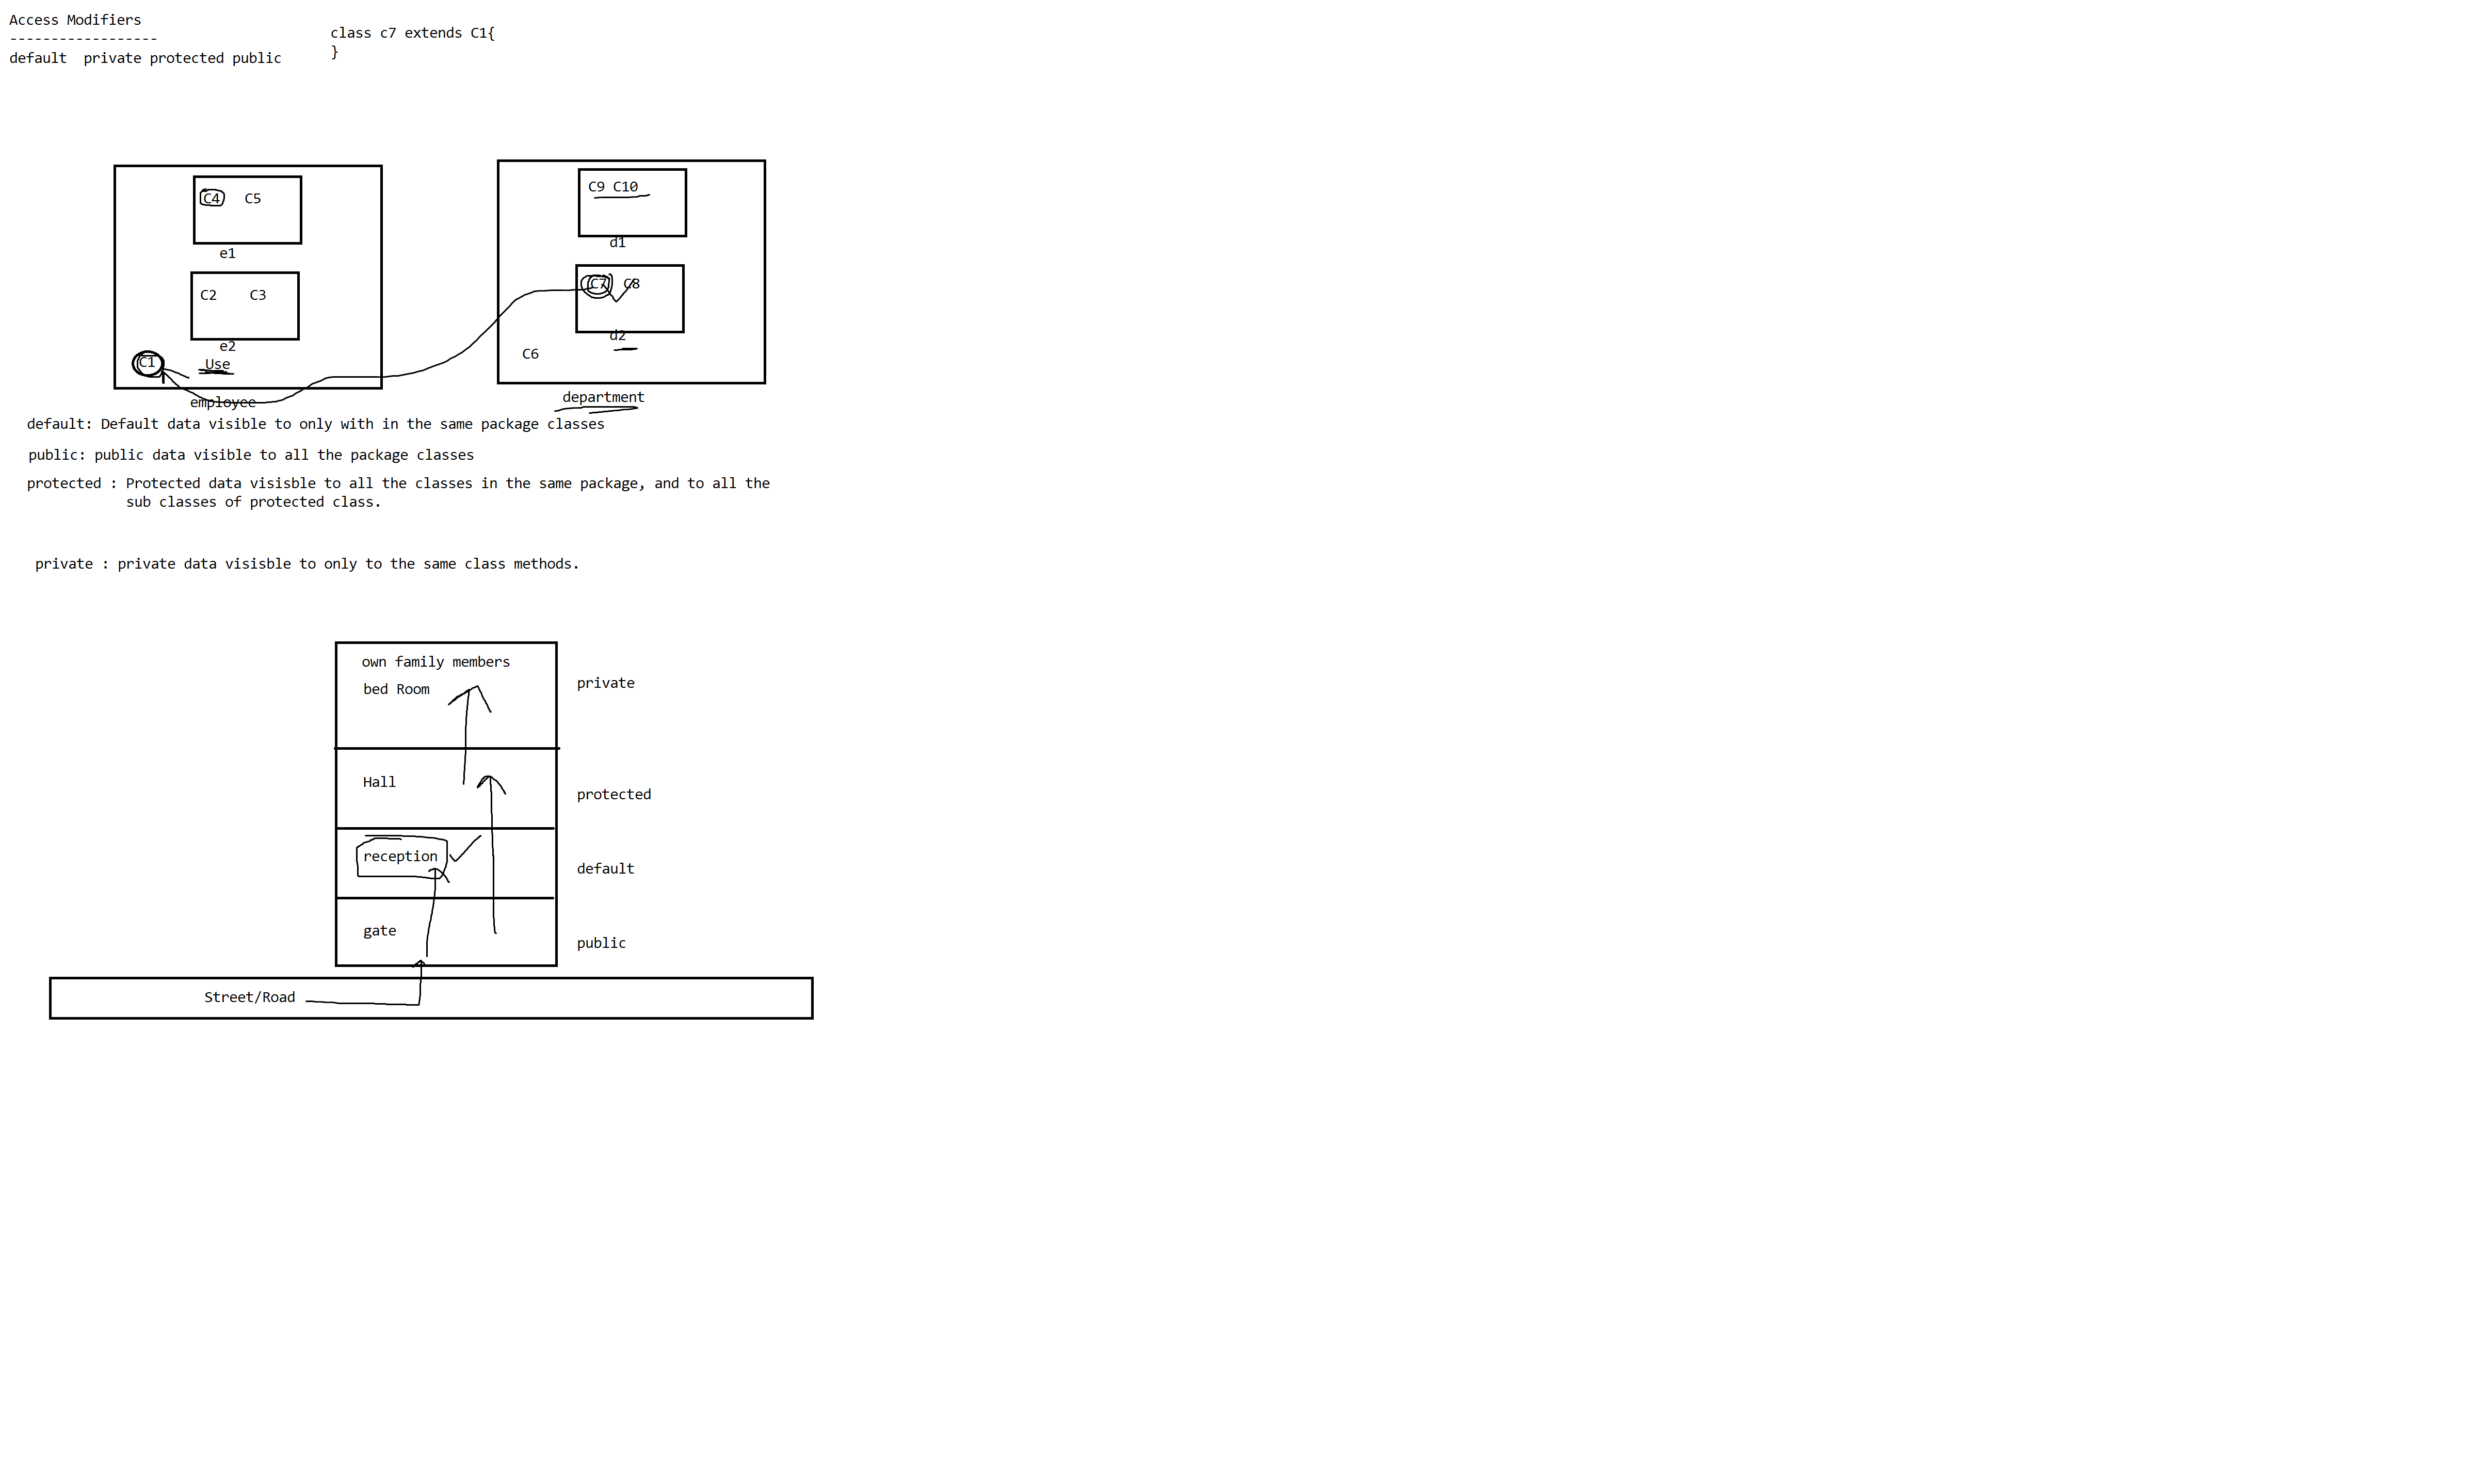 Access Modifiers
------------------
default  private protected public
class c7 extends C1{
}
C4   C5
e1
C2    C3
e2
C1
Use
employee
C9 C10
d1
C7  C8
d2
C6
department
default: Default data visible to only with in the same package classes
public: public data visible to all the package classes
protected : Protected data visisble to all the classes in the same package, and to all the
sub classes of protected class.
private : private data visisble to only to the same class methods.
own family members
bed Room
private
Hall
protected
reception
default
gate
public
Street/Road